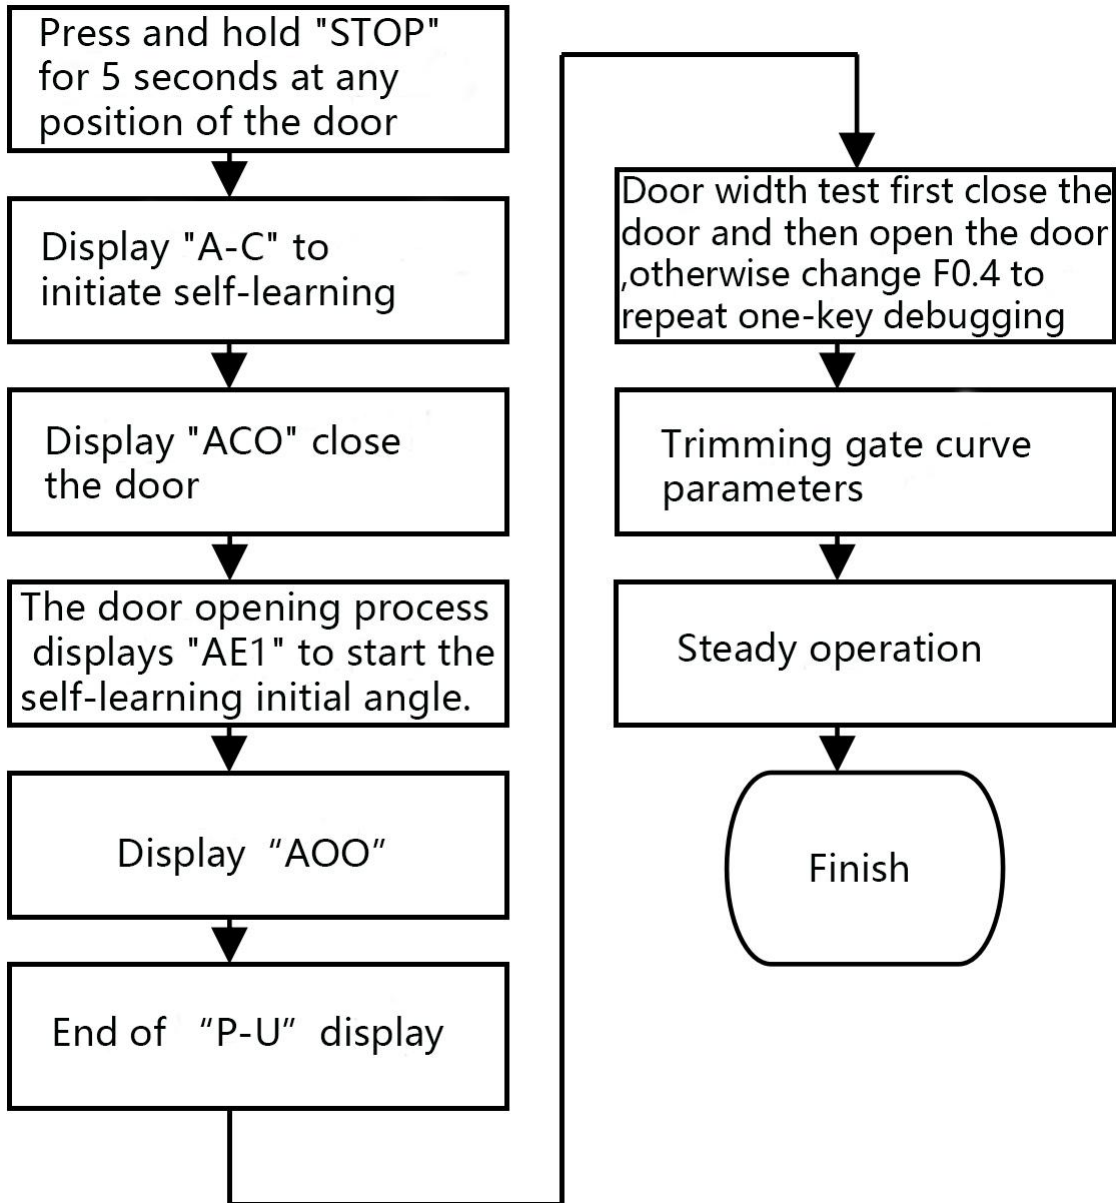 Press and hold "STOP"
for 5 seconds at any
position of the door
Display "A-C" to
initiate self-learning
Display "ACO" close
the door
The door opening process
displays "AE1" to start the
self-learning initial angle.
Display “AOO”
End of “P-U” display
Door width test first close the
door and then open the door
,otherwise change F0.4 to
repeat one-key debugging
Trimming gate curve
parameters
Steady operation
Finish